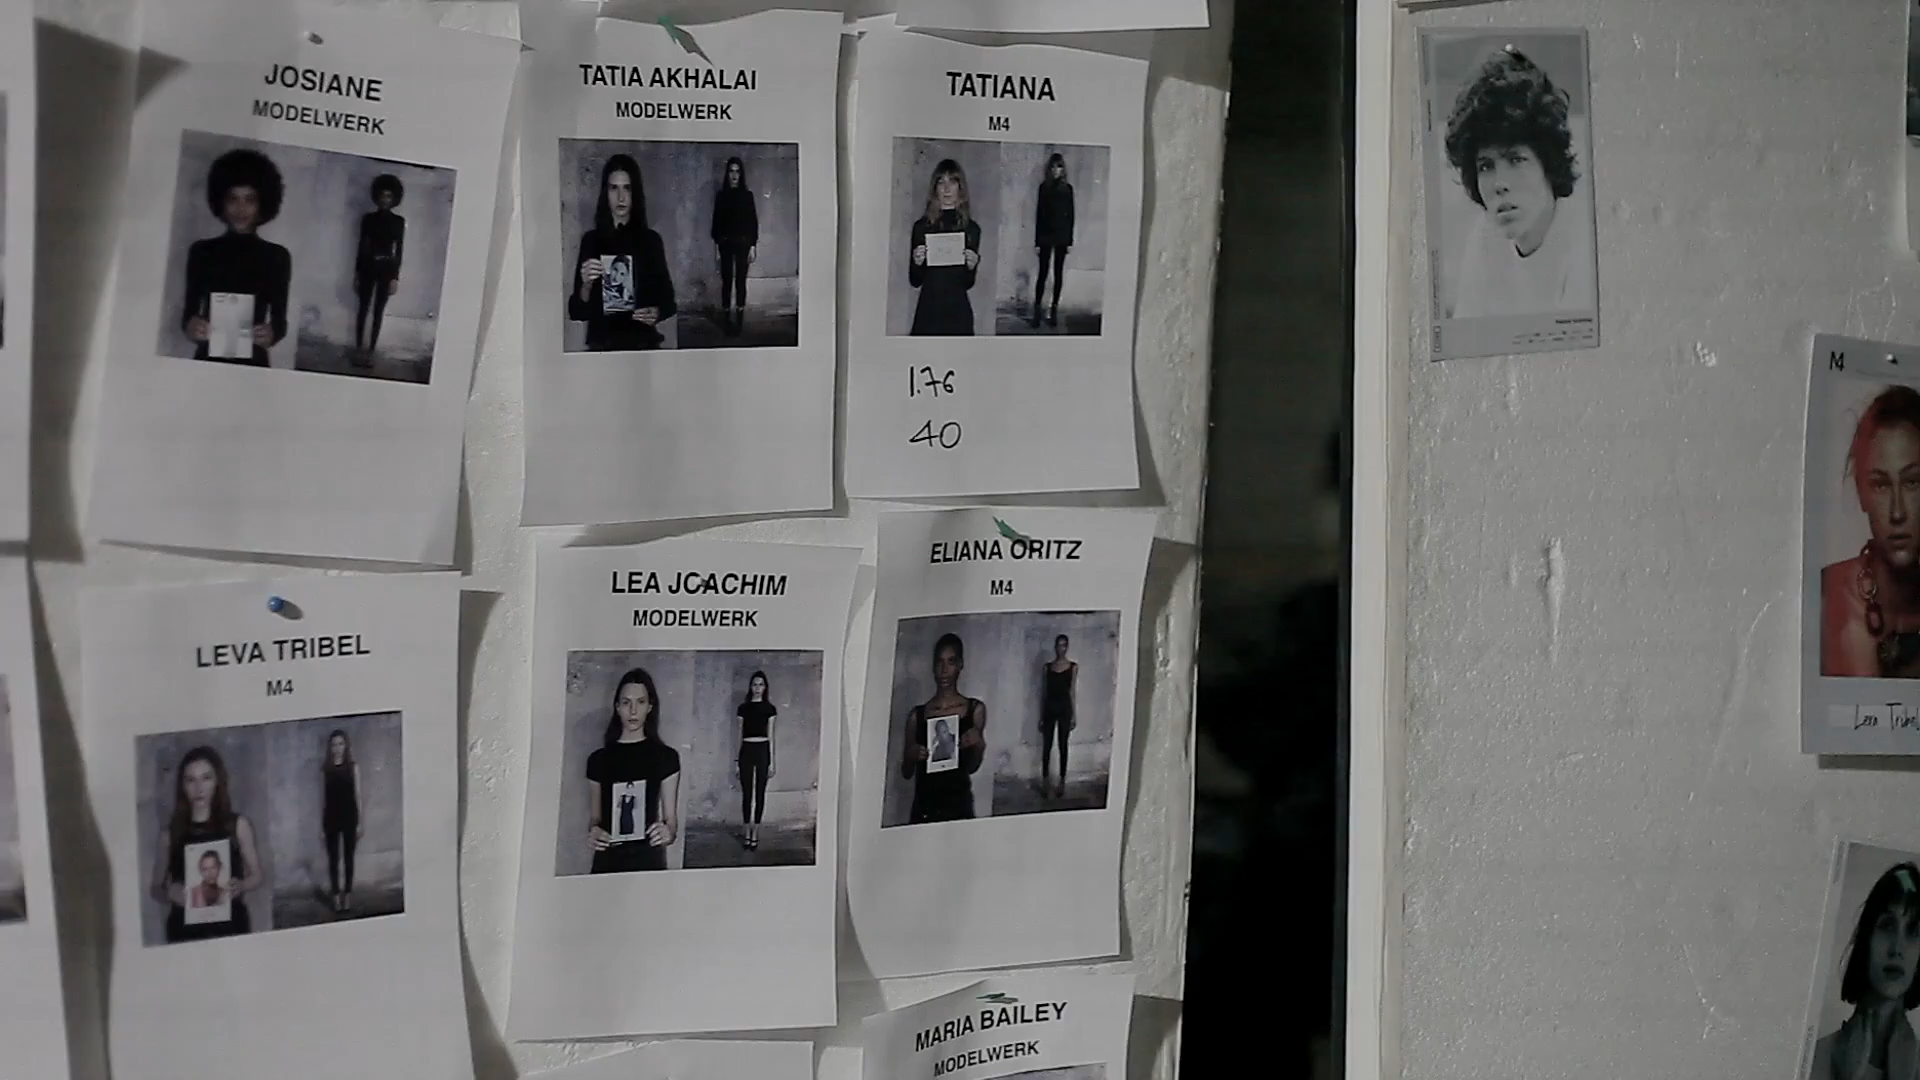 JOSIANE
MODELWERK
TATIA AKHALAI
MODELWERK
TATIANA
M4
1.76
40
LEVA TRIBEL
M4
LEA JOACHIM
MODELWERK
ELIANA ORITZ
M4
MARIA BAILEY
MODELWERK
M4